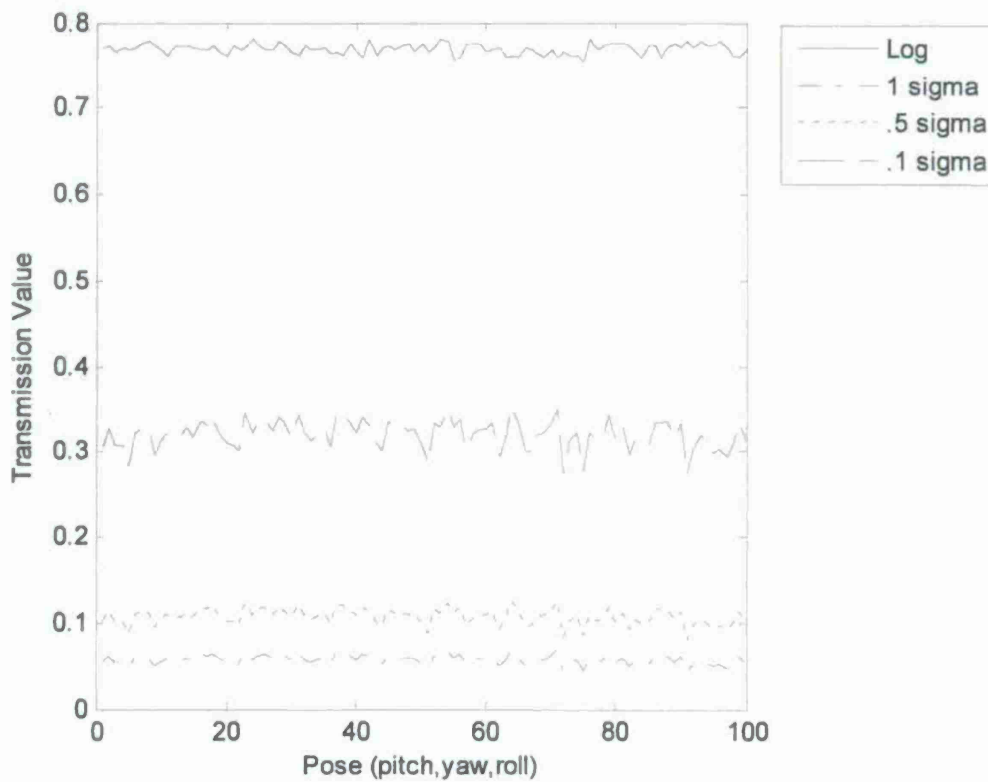 0.8
0.7
0.6
0.5
0.4
0.3
0.2
0.1
0
Transmission Value
0 20 40 60 80 100
Pose (pitch,yaw,roll)
Log
1 sigma
.5 sigma
.1 sigma